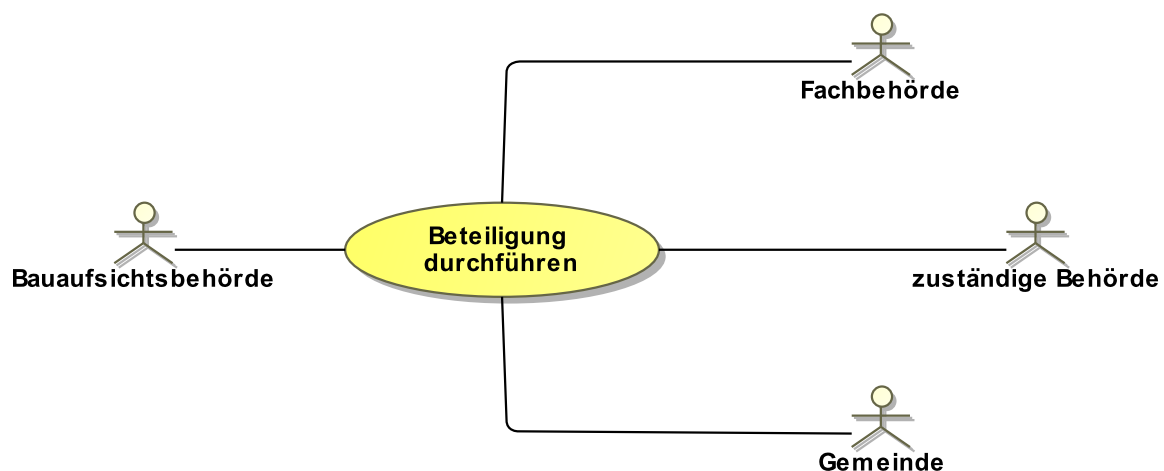 Fachbehörde
Beteiligung
durchführen
Bauaufsichtsbehörde
zuständige Behörde
Gemeinde